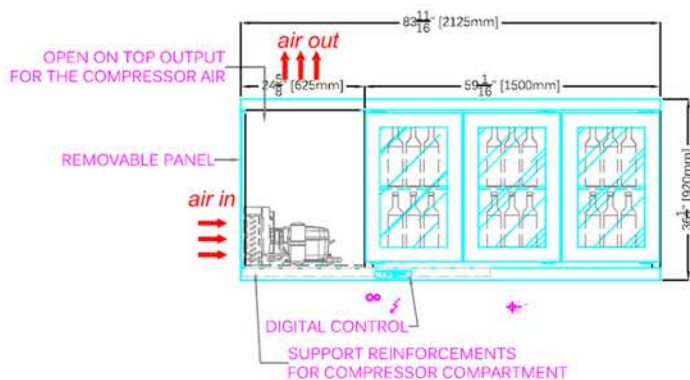 83 11/16" [2125mm]
air out
OPEN ON TOP OUTPUT
FOR THE COMPRESSOR AIR
24 5/8" [625mm]
59 1/16" [1500mm]
REMOVABLE PANEL
air in
[920mm]
DIGITAL CONTROL
SUPPORT REINFORCEMENTS
FOR COMPRESSOR COMPARTMENT